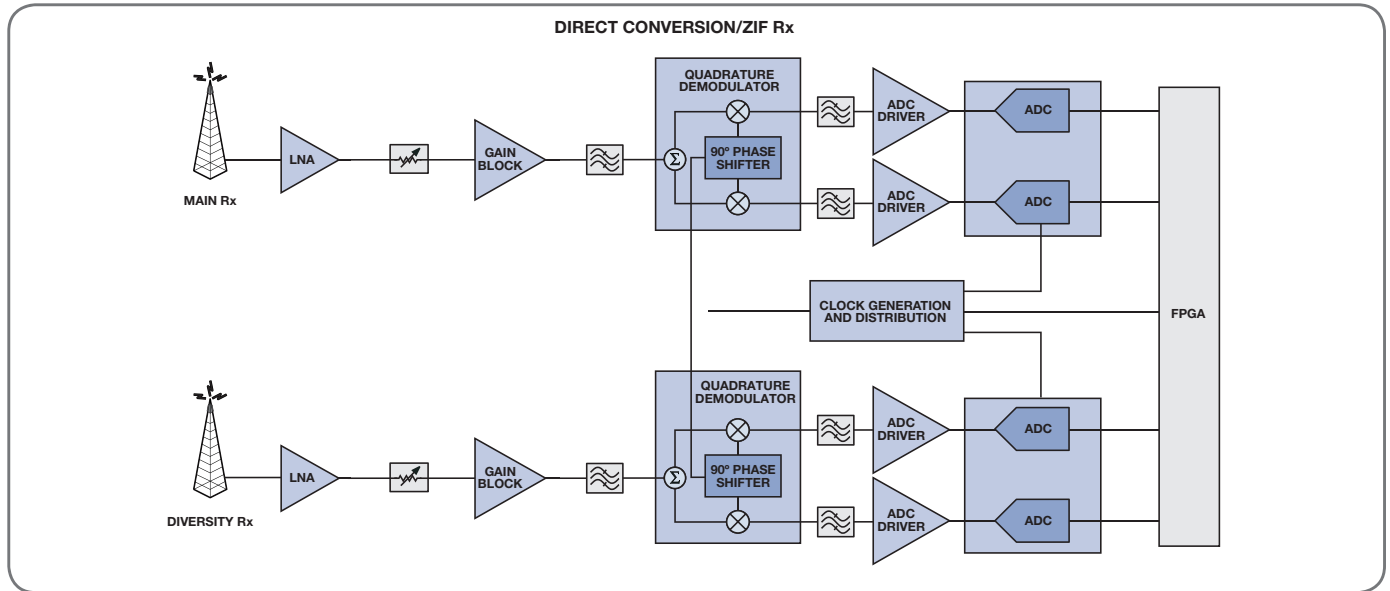 DIRECT CONVERSION/ZIF Rx
MAIN Rx
LNA
GAIN
BLOCK
QUADRATURE
DEMODULATOR
Σ
90º PHASE
SHIFTER
ADC
DRIVER
ADC
DRIVER
ADC
ADC
CLOCK GENERATION
AND DISTRIBUTION
FPGA
DIVERSITY Rx
LNA
GAIN
BLOCK
QUADRATURE
DEMODULATOR
Σ
90º PHASE
SHIFTER
ADC
DRIVER
ADC
DRIVER
ADC
ADC